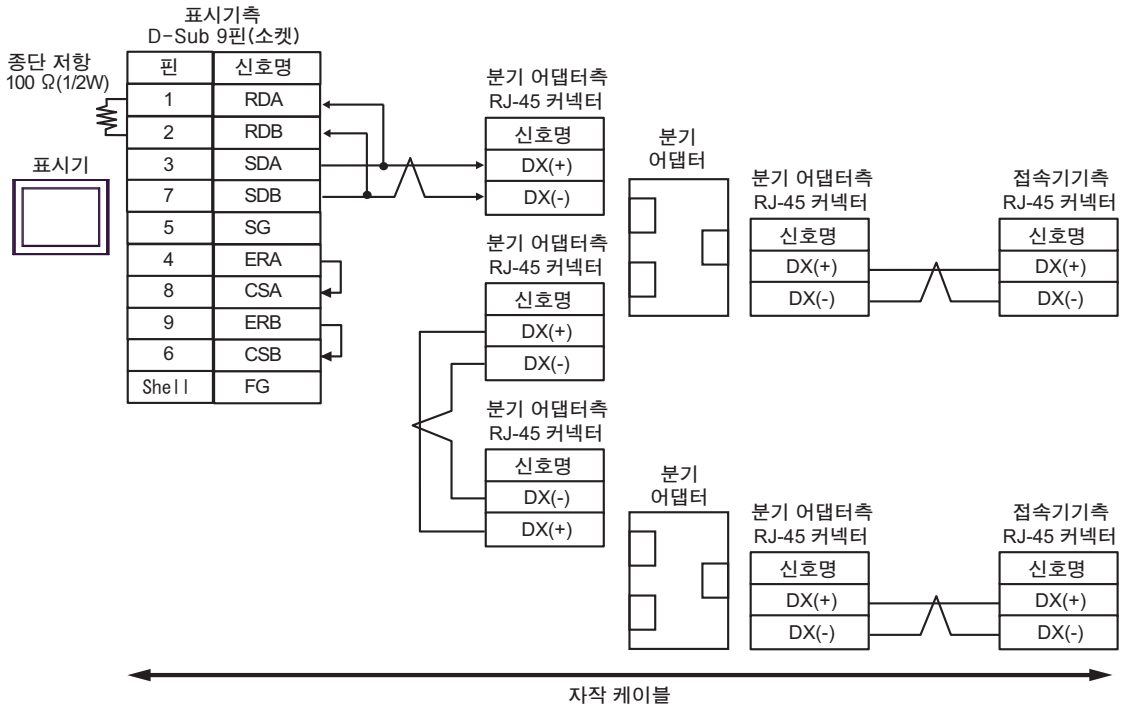 표시기측
D-Sub 9핀(소켓)
종단 저항
100 Ω(1/2W)
핀 신호명
1 RDA
2 RDB
3 SDA
7 SDB
5 SG
4 ERA
8 CSA
9 ERB
6 CSB
Shell FG
표시기
분기 어댑터측
RJ-45 커넥터
신호명
DX(+)
DX(-)
분기
어댑터
분기 어댑터측
RJ-45 커넥터
신호명
DX(+)
DX(-)
접속기기측
RJ-45 커넥터
신호명
DX(+)
DX(-)
분기 어댑터측
RJ-45 커넥터
신호명
DX(+)
DX(-)
분기 어댑터측
RJ-45 커넥터
신호명
DX(-)
DX(+)
분기
어댑터
분기 어댑터측
RJ-45 커넥터
신호명
DX(+)
DX(-)
접속기기측
RJ-45 커넥터
신호명
DX(+)
DX(-)
자작 케이블